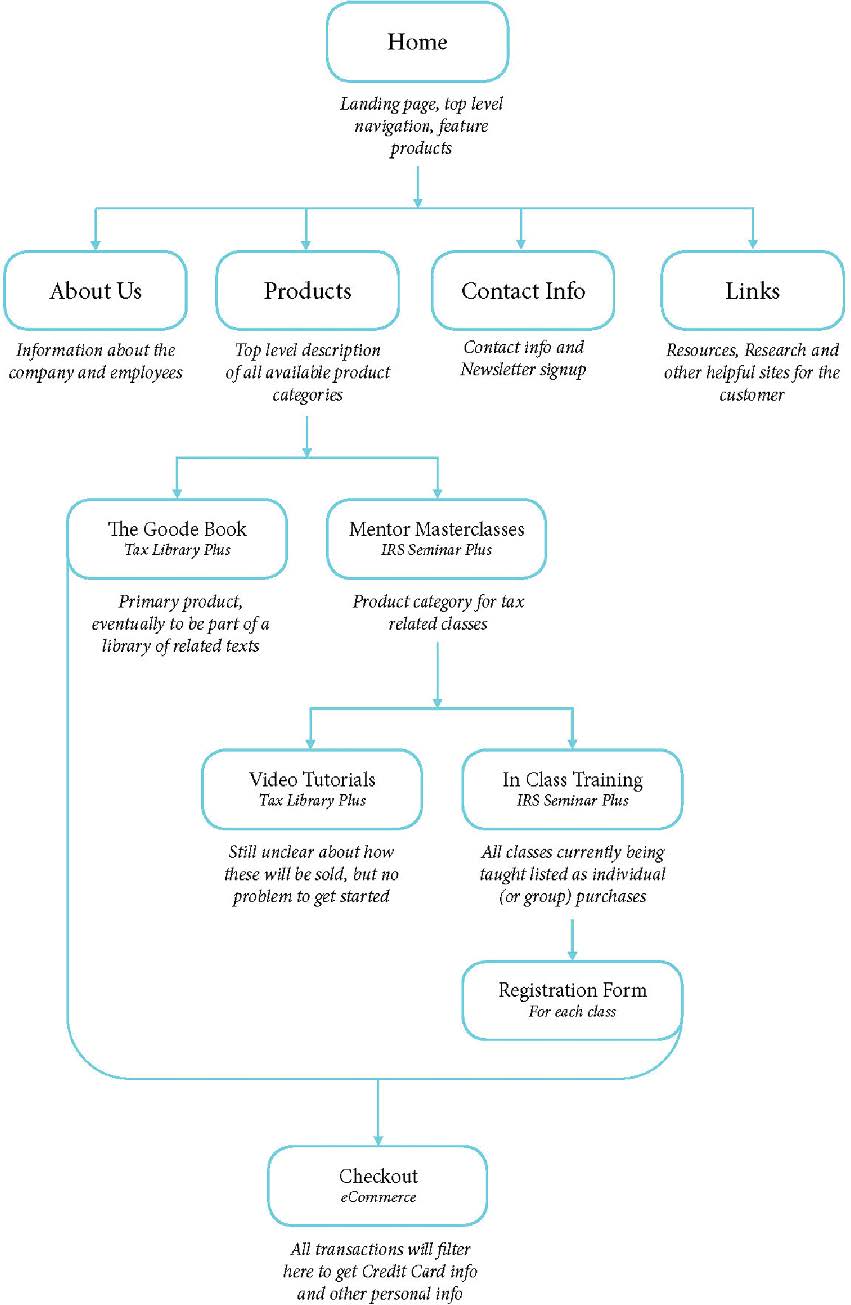 Home
Landing page, top level
navigation, feature
products
About Us
Information about the
company and employees
Products
Top level description
of all available product
categories
Contact Info
Contact info and
Newsletter signup
Links
Resources, Research and
other helpful sites for the
customer
The Goode Book
Tax Library Plus
Primary product,
eventually to be part of a
library of related texts
Mentor Masterclasses
IRS Seminar Plus
Product category for tax
related classes
Video Tutorials
Tax Library Plus
Still unclear about how
these will be sold, but no
problem to get started
In Class Training
IRS Seminar Plus
All classes currently being
taught listed as individual
(or group) purchases
Registration Form
For each class
Checkout
eCommerce
All transactions will filter
here to get Credit Card info
and other personal info